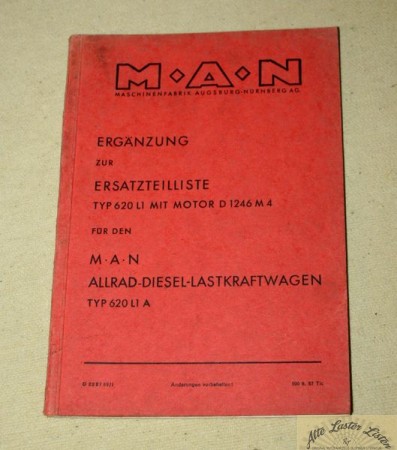 M·A·N
MASCHINENFABRIK AUGSBURG-NÜRNBERG AG.
ERGÄNZUNG
ZUR
ERSATZTEILLISTE
TYP 620 L1 MIT MOTOR D 1246 M 4
FÜR DEN
M·A·N
ALLRAD-DIESEL-LASTKRAFTWAGEN
TYP 620 L1 A
Änderungen vorbehalten!
Alte Laster Listen